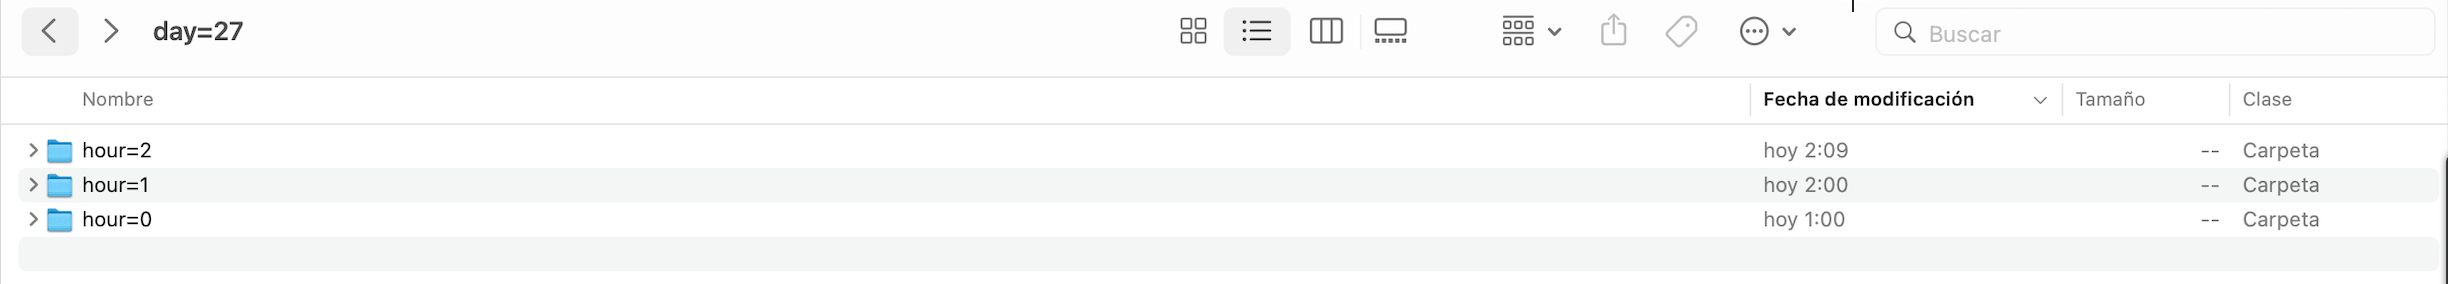 day=27
Buscar
Nombre Fecha de modificación Tamaño Clase
hour=2 hoy 2:09 -- Carpeta
hour=1 hoy 2:00 -- Carpeta
hour=0 hoy 1:00 -- Carpeta